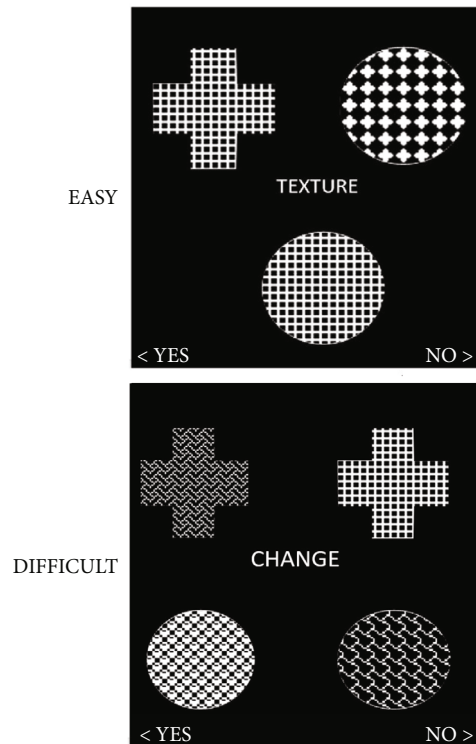 EASY
TEXTURE
< YES NO >
DIFFICULT
CHANGE
< YES NO >